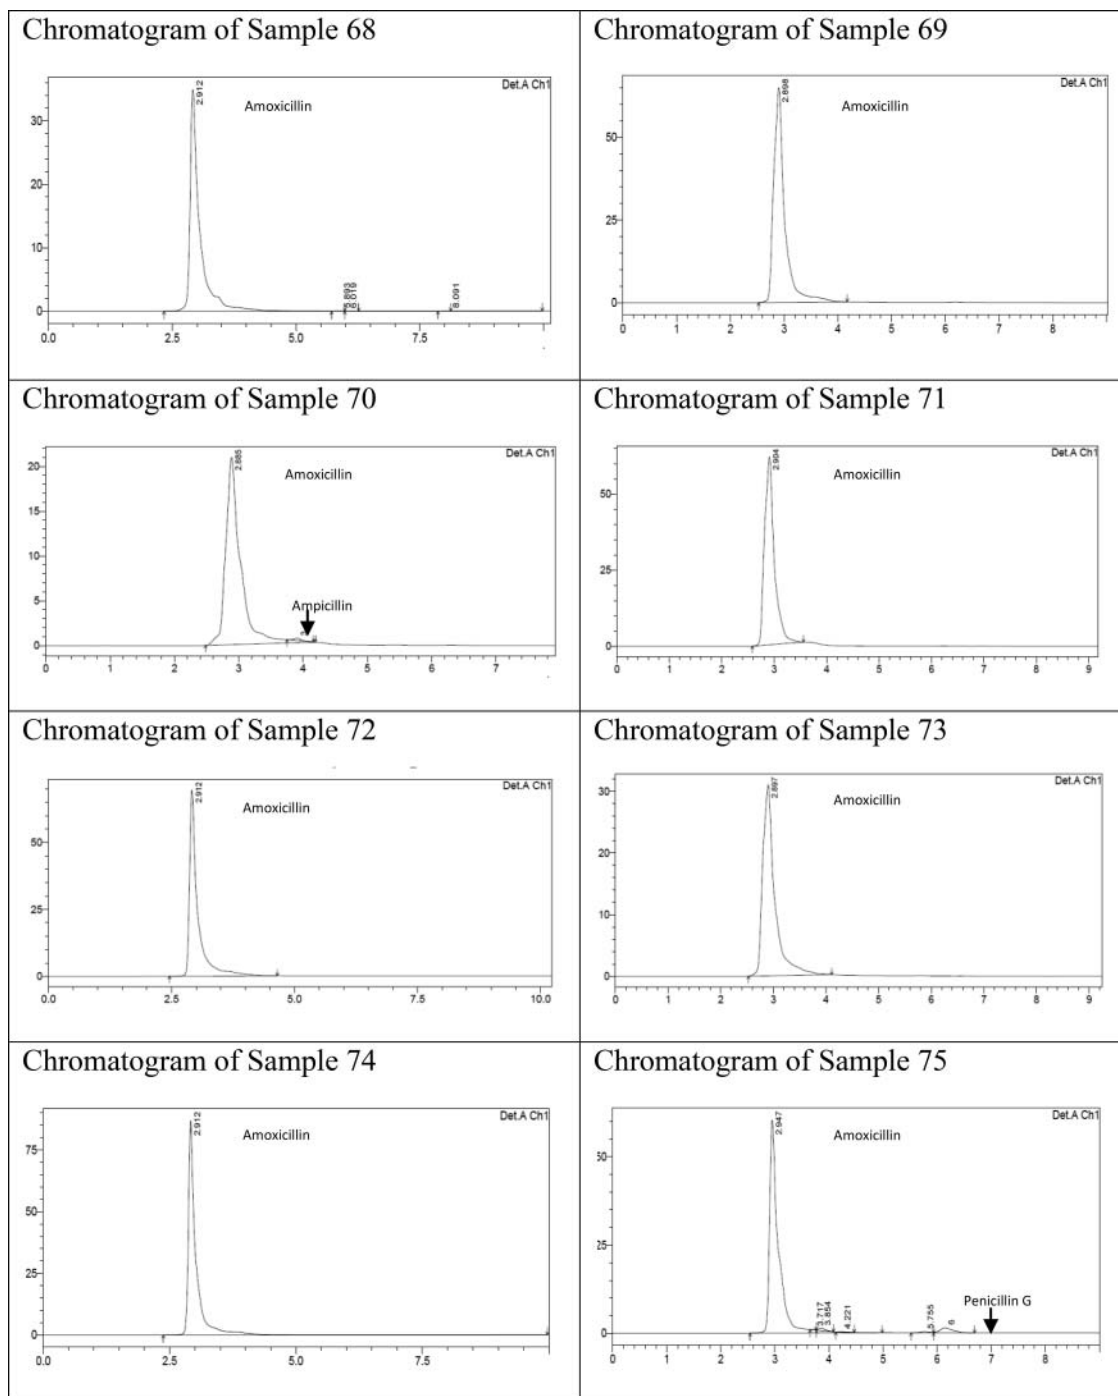 Chromatogram of Sample 68
Det.A Ch1
2.912
Amoxicillin
30
20
10
0
5.893
6.019
8.091
0.0 2.5 5.0 7.5
Chromatogram of Sample 69
Det.A Ch1
2.898
Amoxicillin
50
25
0
0 1 2 3 4 5 6 7 8
Chromatogram of Sample 70
Det.A Ch1
2.885
Amoxicillin
20
15
10
5
0
Ampicillin
0 1 2 3 4 5 6 7
Chromatogram of Sample 71
Det.A Ch1
2.904
Amoxicillin
50
25
0
0 1 2 3 4 5 6 7 8 9
Chromatogram of Sample 72
Det.A Ch1
2.912
Amoxicillin
50
25
0
0.0 2.5 5.0 7.5 10.0
Chromatogram of Sample 73
Det.A Ch1
2.897
Amoxicillin
30
20
10
0
0 1 2 3 4 5 6 7 8 9
Chromatogram of Sample 74
Det.A Ch1
2.912
Amoxicillin
75
50
25
0
0.0 2.5 5.0 7.5
Chromatogram of Sample 75
Det.A Ch1
2.947
Amoxicillin
50
25
0
3.717
3.854
4.221
5.755
6
Penicillin G
0 1 2 3 4 5 6 7 8